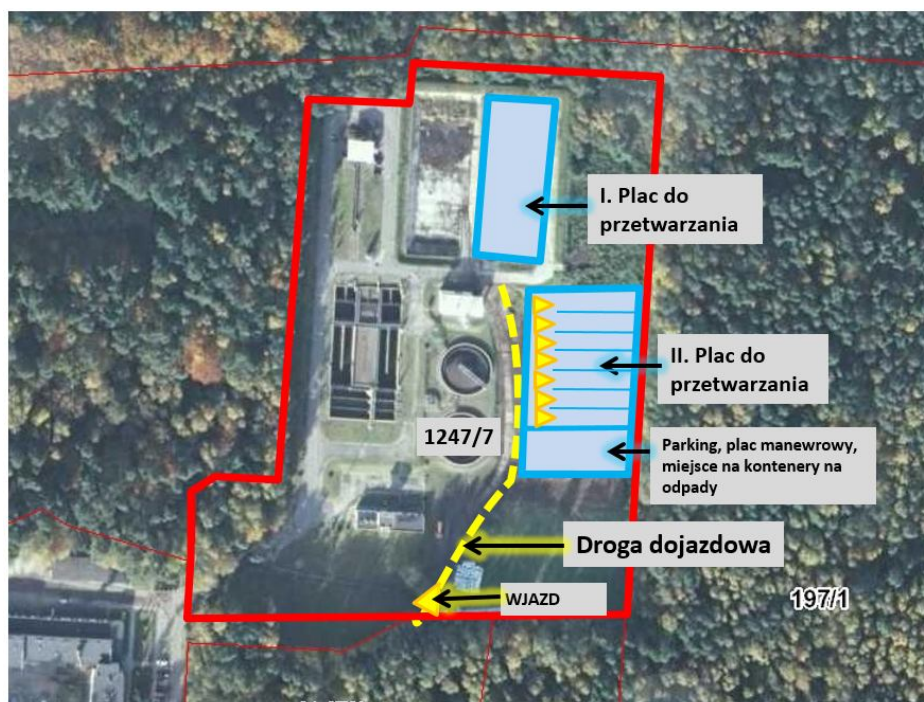 I. Plac do
przetwarzania
II. Plac do
przetwarzania
1247/7
Parking, plac manewrowy,
miejsce na kontenery na
odpady
Droga dojazdowa
WJAZD
197/1